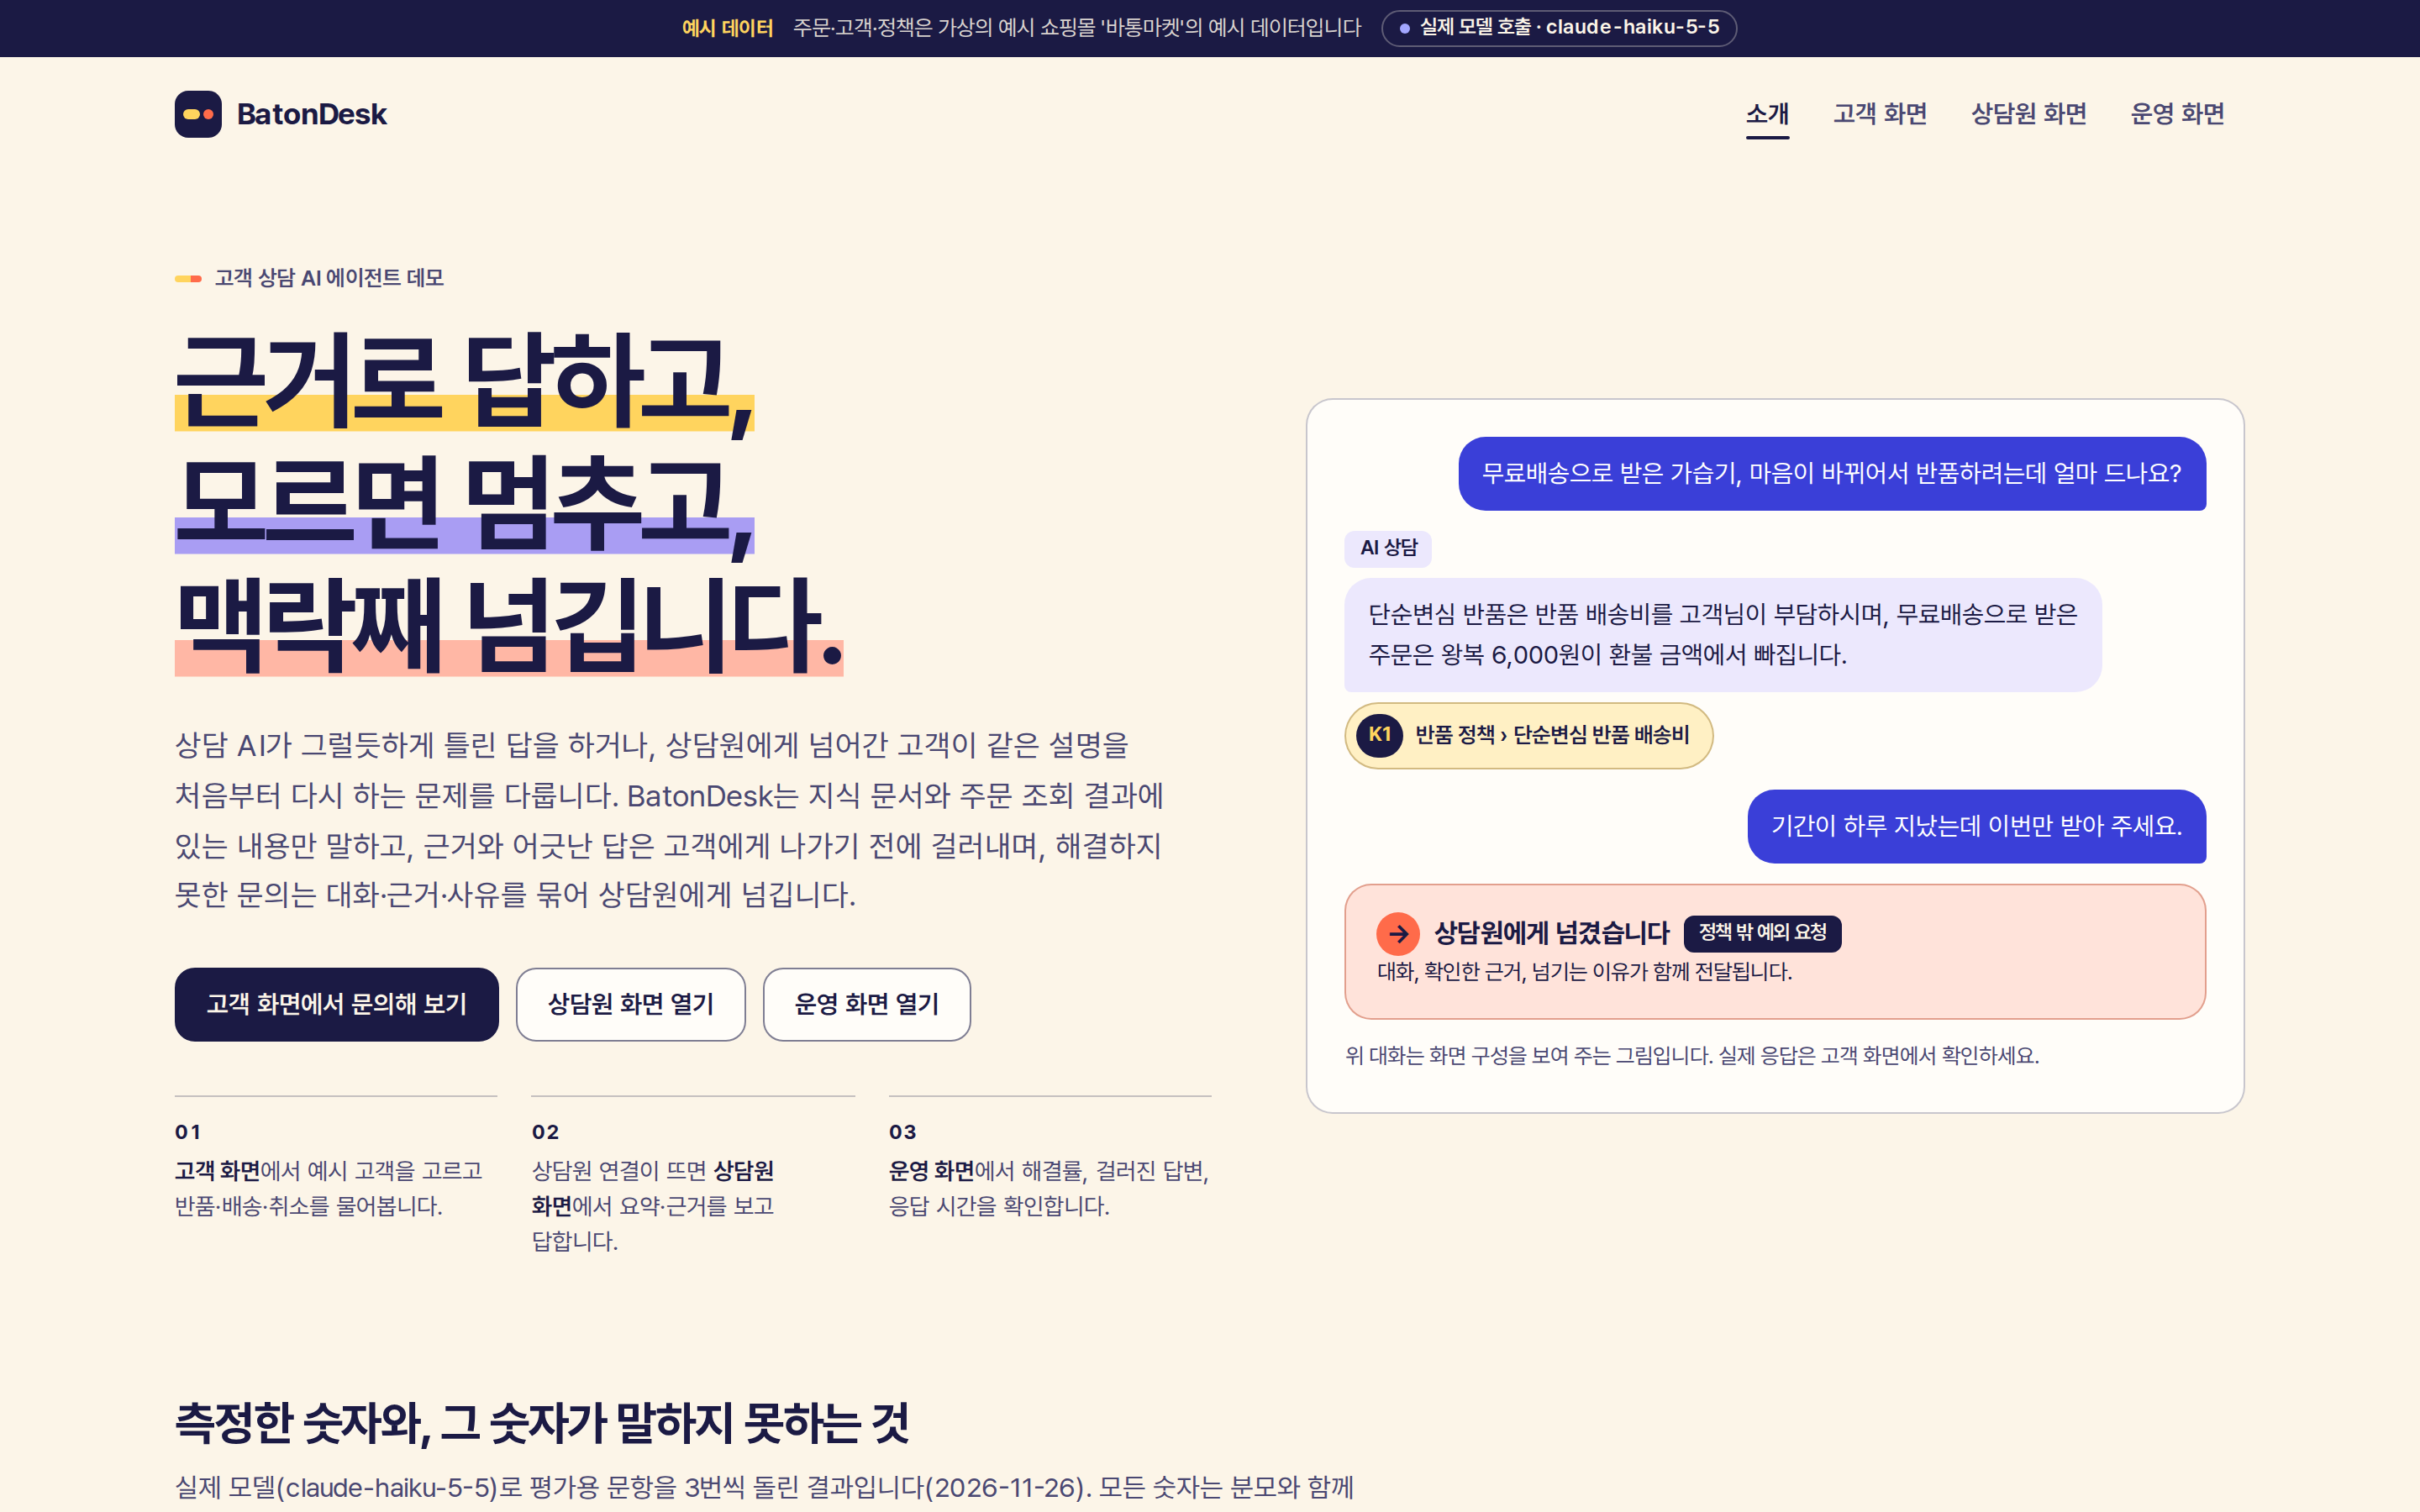 예시 데이터 주문·고객·정책은 가상의 예시 쇼핑몰 '바통마켓'의 예시 데이터입니다 실제 모델 호출 · claude-haiku-5-5
BatonDesk
소개 고객 화면 상담원 화면 운영 화면
고객 상담 AI 에이전트 데모
근거로 답하고,
모르면 멈추고,
맥락째 넘깁니다.
상담 AI가 그럴듯하게 틀린 답을 하거나, 상담원에게 넘어간 고객이 같은 설명을
처음부터 다시 하는 문제를 다룹니다. BatonDesk는 지식 문서와 주문 조회 결과에
있는 내용만 말하고, 근거와 어긋난 답은 고객에게 나가기 전에 걸러내며, 해결하지
못한 문의는 대화·근거·사유를 묶어 상담원에게 넘깁니다.
고객 화면에서 문의해 보기
상담원 화면 열기
운영 화면 열기
01
고객 화면에서 예시 고객을 고르고
반품·배송·취소를 물어봅니다.
02
상담원 연결이 뜨면 상담원
화면에서 요약·근거를 보고
답합니다.
03
운영 화면에서 해결률, 걸러진 답변,
응답 시간을 확인합니다.
무료배송으로 받은 가습기, 마음이 바뀌어서 반품하려는데 얼마 드나요?
AI 상담
단순변심 반품은 반품 배송비를 고객님이 부담하시며, 무료배송으로 받은
주문은 왕복 6,000원이 환불 금액에서 빠집니다.
K1 반품 정책 › 단순변심 반품 배송비
기간이 하루 지났는데 이번만 받아 주세요.
→ 상담원에게 넘겼습니다 정책 밖 예외 요청
대화, 확인한 근거, 넘기는 이유가 함께 전달됩니다.
위 대화는 화면 구성을 보여 주는 그림입니다. 실제 응답은 고객 화면에서 확인하세요.
측정한 숫자와, 그 숫자가 말하지 못하는 것
실제 모델(claude-haiku-5-5)로 평가용 문항을 3번씩 돌린 결과입니다(2026-11-26). 모든 숫자는 분모와 함께